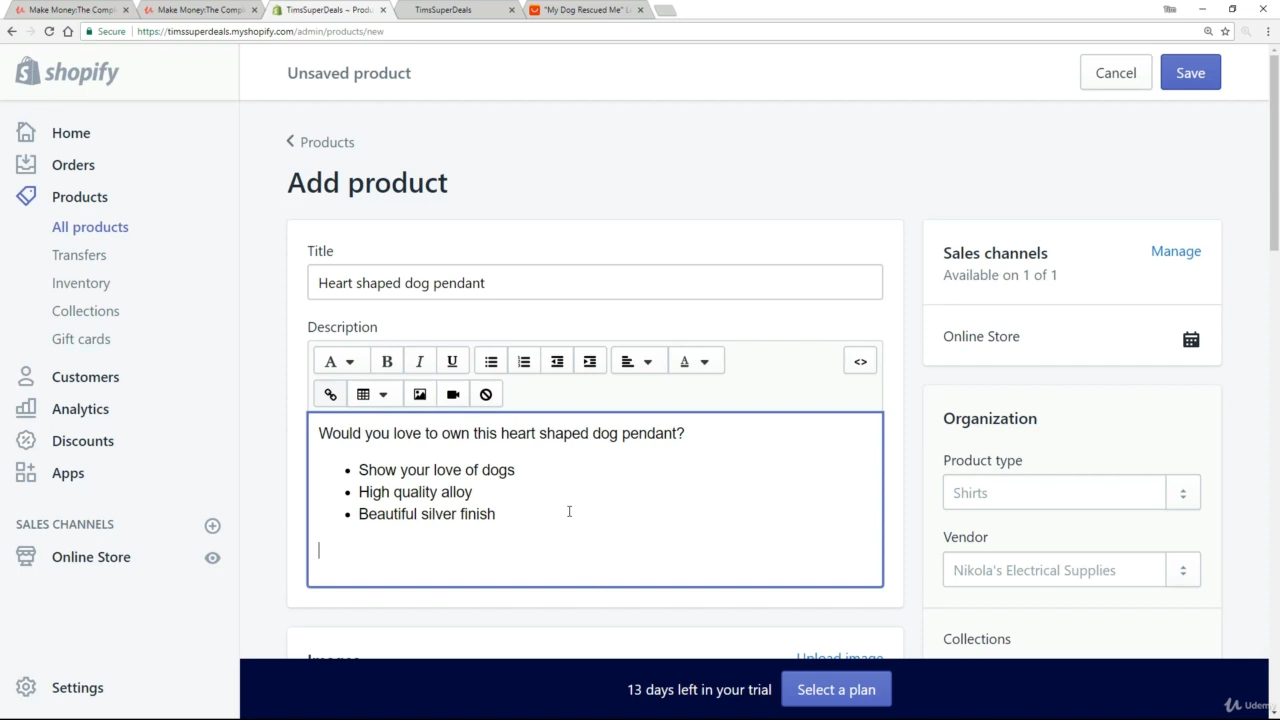 Make Money:The Compl
Make Money:The Compl
TimsSuperDeals ~ Produ
TimsSuperDeals
"My Dog Rescued Me" L
Tim
Secure
https://timssuperdeals.myshopify.com/admin/products/new
shopify
Unsaved product
Cancel
Save
Home
Orders
Products
All products
Transfers
Inventory
Collections
Gift cards
Customers
Analytics
Discounts
Apps
SALES CHANNELS
Online Store
Settings
Products
Add product
Title
Heart shaped dog pendant
Description
A
B
I
U
A
<>
Would you love to own this heart shaped dog pendant?
• Show your love of dogs
• High quality alloy
• Beautiful silver finish
Images
Upload image
Sales channels
Manage
Available on 1 of 1
Online Store
Organization
Product type
Shirts
Vendor
Nikola's Electrical Supplies
Collections
13 days left in your trial
Select a plan
Udemy